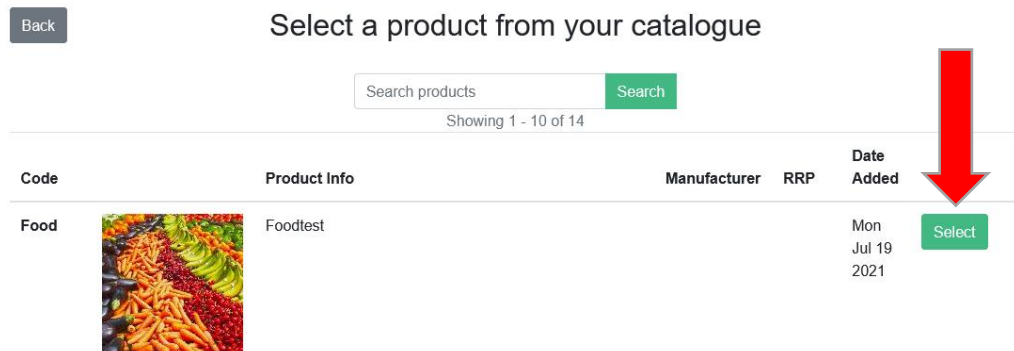 Back
Select a product from your catalogue
Search products
Search
Showing 1 - 10 of 14
Code
Product Info
Manufacturer
RRP
Date
Added
Food
Foodtest
Mon
Jul 19
2021
Select